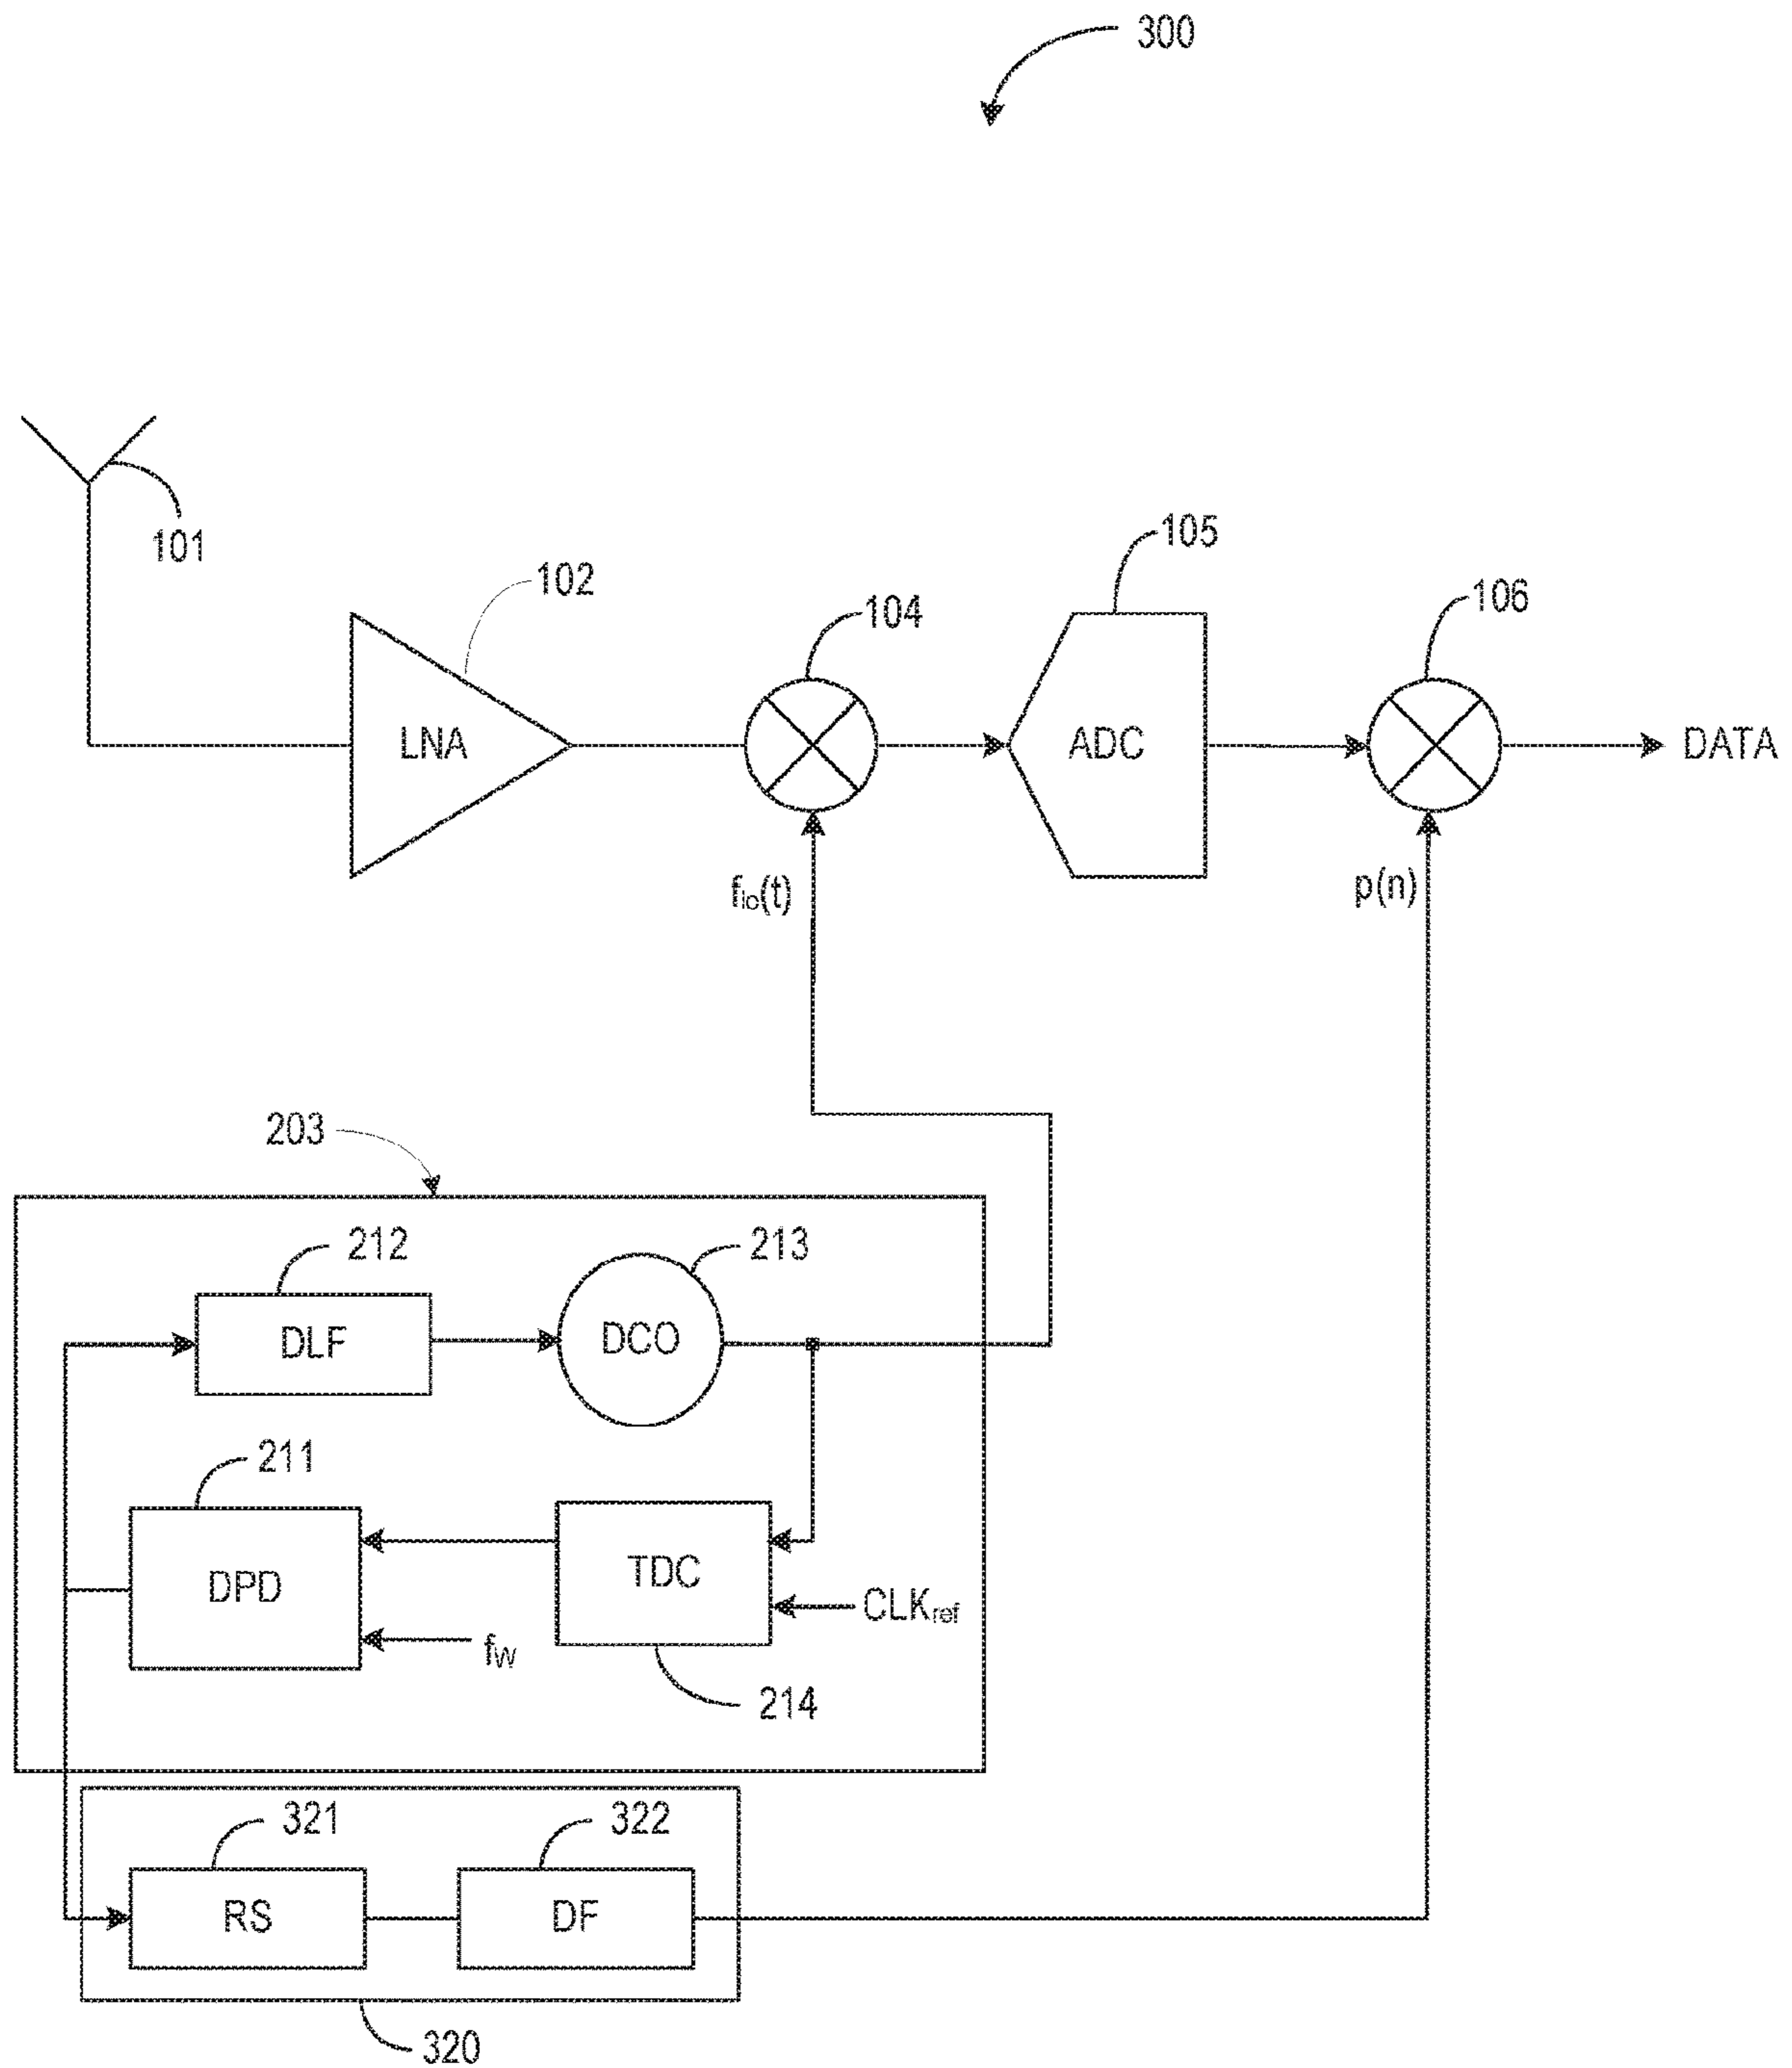 300
101
102
104
105
106
LNA
ADC
DATA
flo(t)
p(n)
203
212
213
DLF
DCO
211
DPD
TDC
CLKref
fW
214
321
322
RS
DF
320